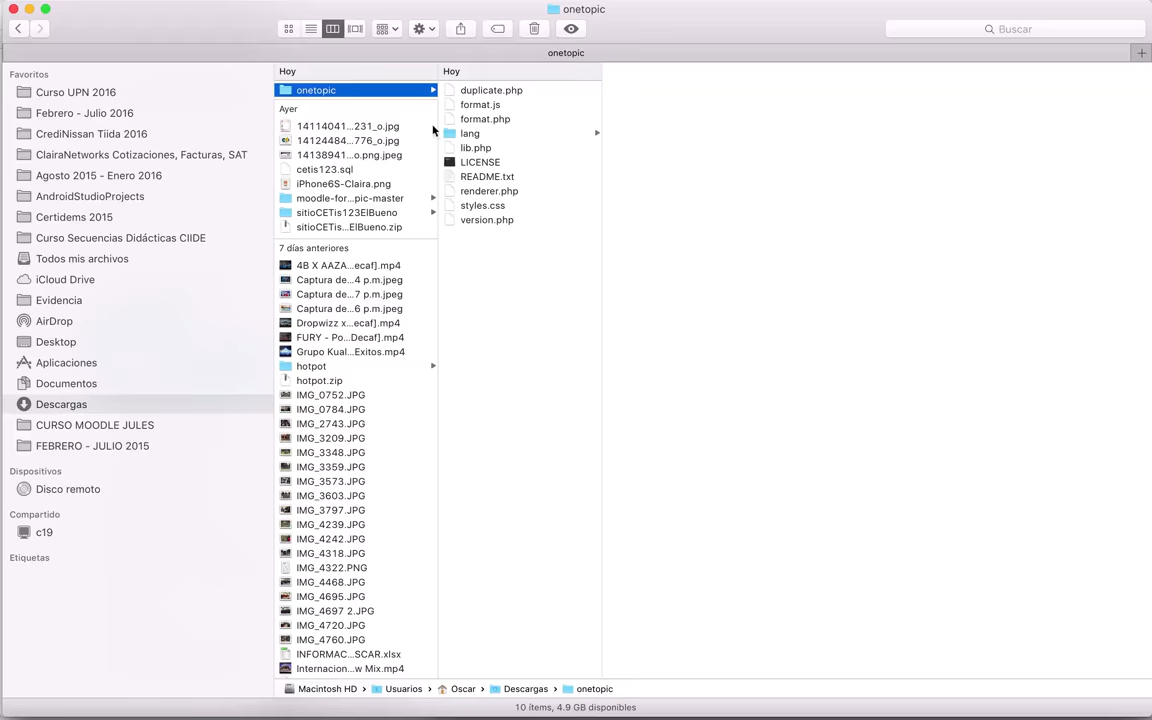 onetopic
Buscar
onetopic
Favoritos
Curso UPN 2016
Febrero - Julio 2016
CrediNissan Tiida 2016
ClairaNetworks Cotizaciones, Facturas, SAT
Agosto 2015 - Enero 2016
AndroidStudioProjects
Certidems 2015
Curso Secuencias Didácticas CIIDE
Todos mis archivos
iCloud Drive
Evidencia
AirDrop
Desktop
Aplicaciones
Documentos
Descargas
CURSO MOODLE JULES
FEBRERO - JULIO 2015
Dispositivos
Disco remoto
Compartido
c19
Etiquetas
Hoy
onetopic
Ayer
14114041...231_o.jpg
14124484...776_o.jpg
14138941...o.png.jpeg
cetis123.sql
iPhone6S-Claira.png
moodle-for...pic-master
sitioCETis123ElBueno
sitioCETis...ElBueno.zip
7 días anteriores
4B X AAZA...ecaf].mp4
Captura de...4 p.m.jpeg
Captura de...7 p.m.jpeg
Captura de...6 p.m.jpeg
Dropwizz x...ecaf].mp4
FURY - Po...Decaf].mp4
Grupo Kual...Exitos.mp4
hotpot
hotpot.zip
IMG_0752.JPG
IMG_0784.JPG
IMG_2743.JPG
IMG_3209.JPG
IMG_3348.JPG
IMG_3359.JPG
IMG_3573.JPG
IMG_3603.JPG
IMG_3797.JPG
IMG_4239.JPG
IMG_4242.JPG
IMG_4318.JPG
IMG_4322.PNG
IMG_4468.JPG
IMG_4695.JPG
IMG_4697 2.JPG
IMG_4720.JPG
IMG_4760.JPG
INFORMAC...SCAR.xlsx
Internacion...w Mix.mp4
Hoy
duplicate.php
format.js
format.php
lang
lib.php
LICENSE
README.txt
renderer.php
styles.css
version.php
Macintosh HD › Usuarios › Oscar › Descargas › onetopic
10 ítems, 4.9 GB disponibles